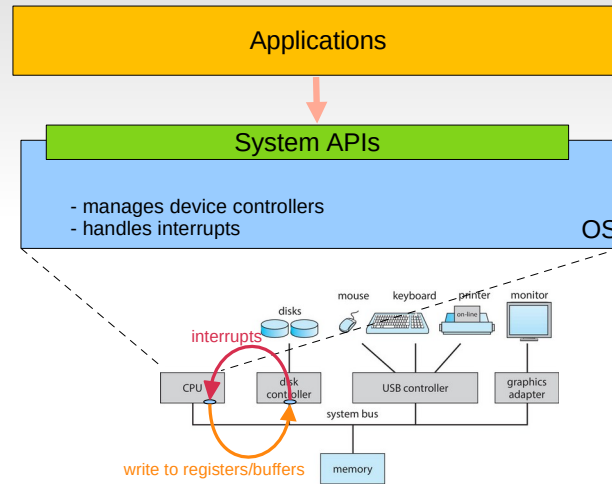 Applications
System APIs
- manages device controllers
- handles interrupts
OS
mouse keyboard printer monitor
disks
on-line
interrupts
CPU
disk
controller
USB controller
graphics
adapter
system bus
write to registers/buffers
memory